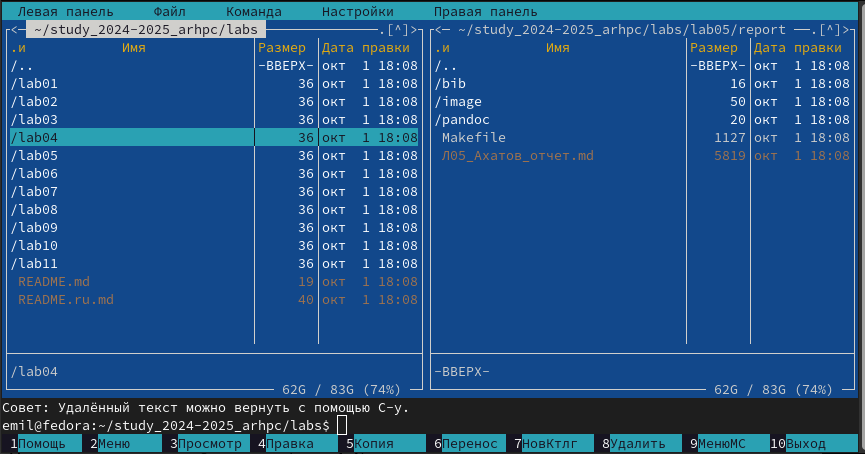 Левая панель Файл Команда Настройки Правая панель
<─ ~/study_2024-2025_arhpc/labs .[^]>
.и Имя Размер Дата правки
/.. -ВВЕРХ- окт 1 18:08
/lab01 36 окт 1 18:08
/lab02 36 окт 1 18:08
/lab03 36 окт 1 18:08
/lab04 36 окт 1 18:08
/lab05 36 окт 1 18:08
/lab06 36 окт 1 18:08
/lab07 36 окт 1 18:08
/lab08 36 окт 1 18:08
/lab09 36 окт 1 18:08
/lab10 36 окт 1 18:08
/lab11 36 окт 1 18:08
README.md 19 окт 1 18:08
README.ru.md 40 окт 1 18:08
/lab04
62G / 83G (74%)
<─ ~/study_2024-2025_arhpc/labs/lab05/report .[^]>
.и Имя Размер Дата правки
/.. -ВВЕРХ- окт 1 18:08
/bib 16 окт 1 18:08
/image 50 окт 1 18:08
/pandoc 20 окт 1 18:08
Makefile 1127 окт 1 18:08
Л05_Ахатов_отчет.md 5819 окт 1 18:08
-ВВЕРХ-
62G / 83G (74%)
Совет: Удалённый текст можно вернуть с помощью C-y.
emil@fedora:~/study_2024-2025_arhpc/labs$
1Помощь 2Меню 3Просмотр 4Правка 5Копия 6Перенос 7НовКтлг 8Удалить 9МенюMC 10Выход